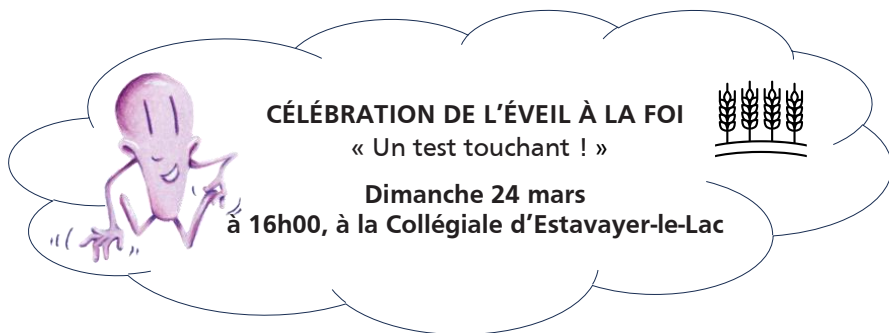 CÉLÉBRATION DE L’ÉVEIL À LA FOI
« Un test touchant ! »
Dimanche 24 mars
à 16h00, à la Collégiale d’Estavayer-le-Lac